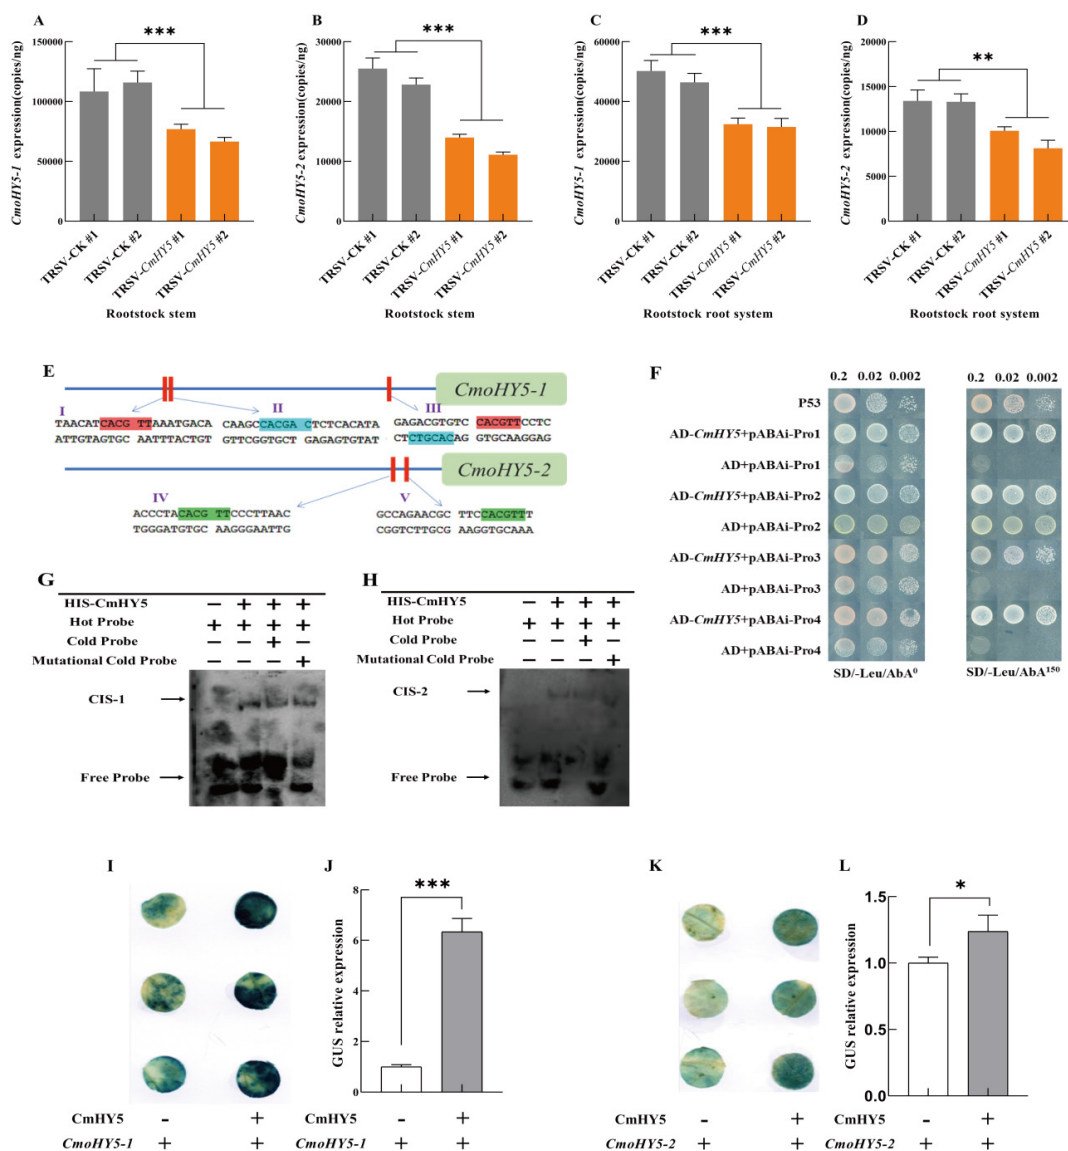 A
CmoHY5-1 expression(copies/ng)
150000
100000
50000
0
***
TRSV-CK #1
TRSV-CK #2
TRSV-CmHY5 #1
TRSV-CmHY5 #2
Rootstock stem
B
CmoHY5-2 expression(copies/ng)
30000
20000
10000
0
***
TRSV-CK #1
TRSV-CK #2
TRSV-CmHY5 #1
TRSV-CmHY5 #2
Rootstock stem
C
CmoHY5-1 expression(copies/ng)
60000
40000
20000
0
***
TRSV-CK #1
TRSV-CK #2
TRSV-CmHY5 #1
TRSV-CmHY5 #2
Rootstock root system
D
CmoHY5-2 expression(copies/ng)
20000
15000
10000
5000
0
**
TRSV-CK #1
TRSV-CK #2
TRSV-CmHY5 #1
TRSV-CmHY5 #2
Rootstock root system
E
CmoHY5-1
I II III
TAACATCACG TTAAATGACA CAAGCCACGA CTCTCACATA GAGACGTGTC CACGTTCCTC
ATTGTAGTGC AATTTACTGT GTTCGGTGCT GAGAGTGTAT CTCTGCACAG GTGCAAGGAG
CmoHY5-2
IV V
ACCCTACACG TTCCCTTAAC GCCAGAACGC TTCCACGTTT
TGGGATGTGC AAGGGAATTG CGGTCTTGCG AAGGTGCAAA
F
0.2 0.02 0.002 0.2 0.02 0.002
P53
AD-CmHY5+pABAi-Pro1
AD+pABAi-Pro1
AD-CmHY5+pABAi-Pro2
AD+pABAi-Pro2
AD-CmHY5+pABAi-Pro3
AD+pABAi-Pro3
AD-CmHY5+pABAi-Pro4
AD+pABAi-Pro4
SD/-Leu/AbA⁰ SD/-Leu/AbA¹⁵⁰
G
HIS-CmHY5 − + + +
Hot Probe + + + +
Cold Probe − − + −
Mutational Cold Probe − − − +
CIS-1
Free Probe
H
HIS-CmHY5 − + + +
Hot Probe + + + +
Cold Probe − − + −
Mutational Cold Probe − − − +
CIS-2
Free Probe
I
CmHY5 - +
CmoHY5-1 + +
J
GUS relative expression
8
6
4
2
0
***
CmHY5 - +
CmoHY5-1 + +
K
CmHY5 - +
CmoHY5-2 + +
L
GUS relative expression
1.5
1.0
0.5
0.0
*
CmHY5 - +
CmoHY5-2 + +